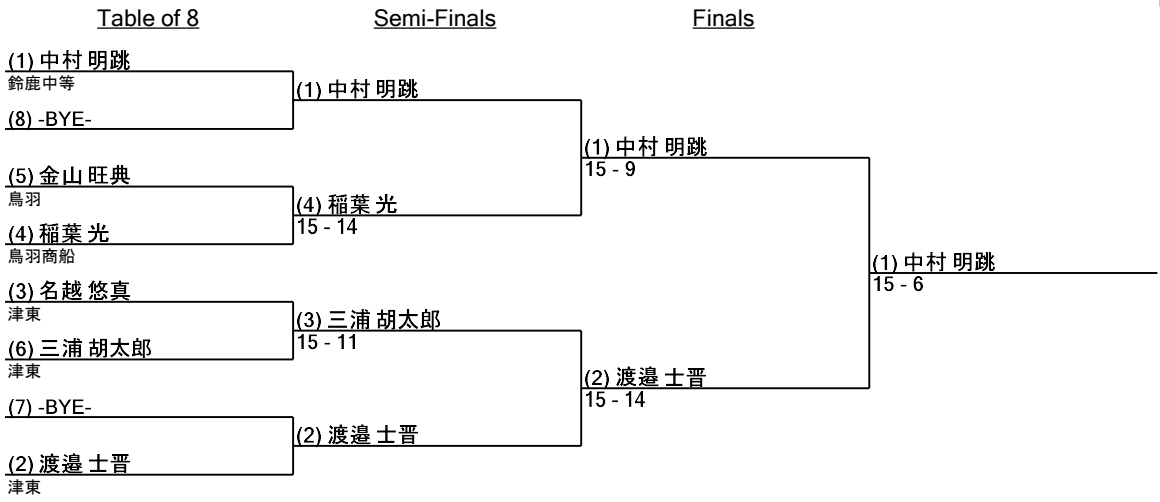 Table of 8
Semi-Finals
Finals
(1) 中村 明跳
鈴鹿中等
(8) -BYE-
(5) 金山 旺典
鳥羽
(4) 稲葉 光
鳥羽商船
(3) 名越 悠真
津東
(6) 三浦 胡太郎
津東
(7) -BYE-
(2) 渡邉 士晋
津東
(1) 中村 明跳
(4) 稲葉 光
15 - 14
(3) 三浦 胡太郎
15 - 11
(2) 渡邉 士晋
(1) 中村 明跳
15 - 9
(2) 渡邉 士晋
15 - 14
(1) 中村 明跳
15 - 6